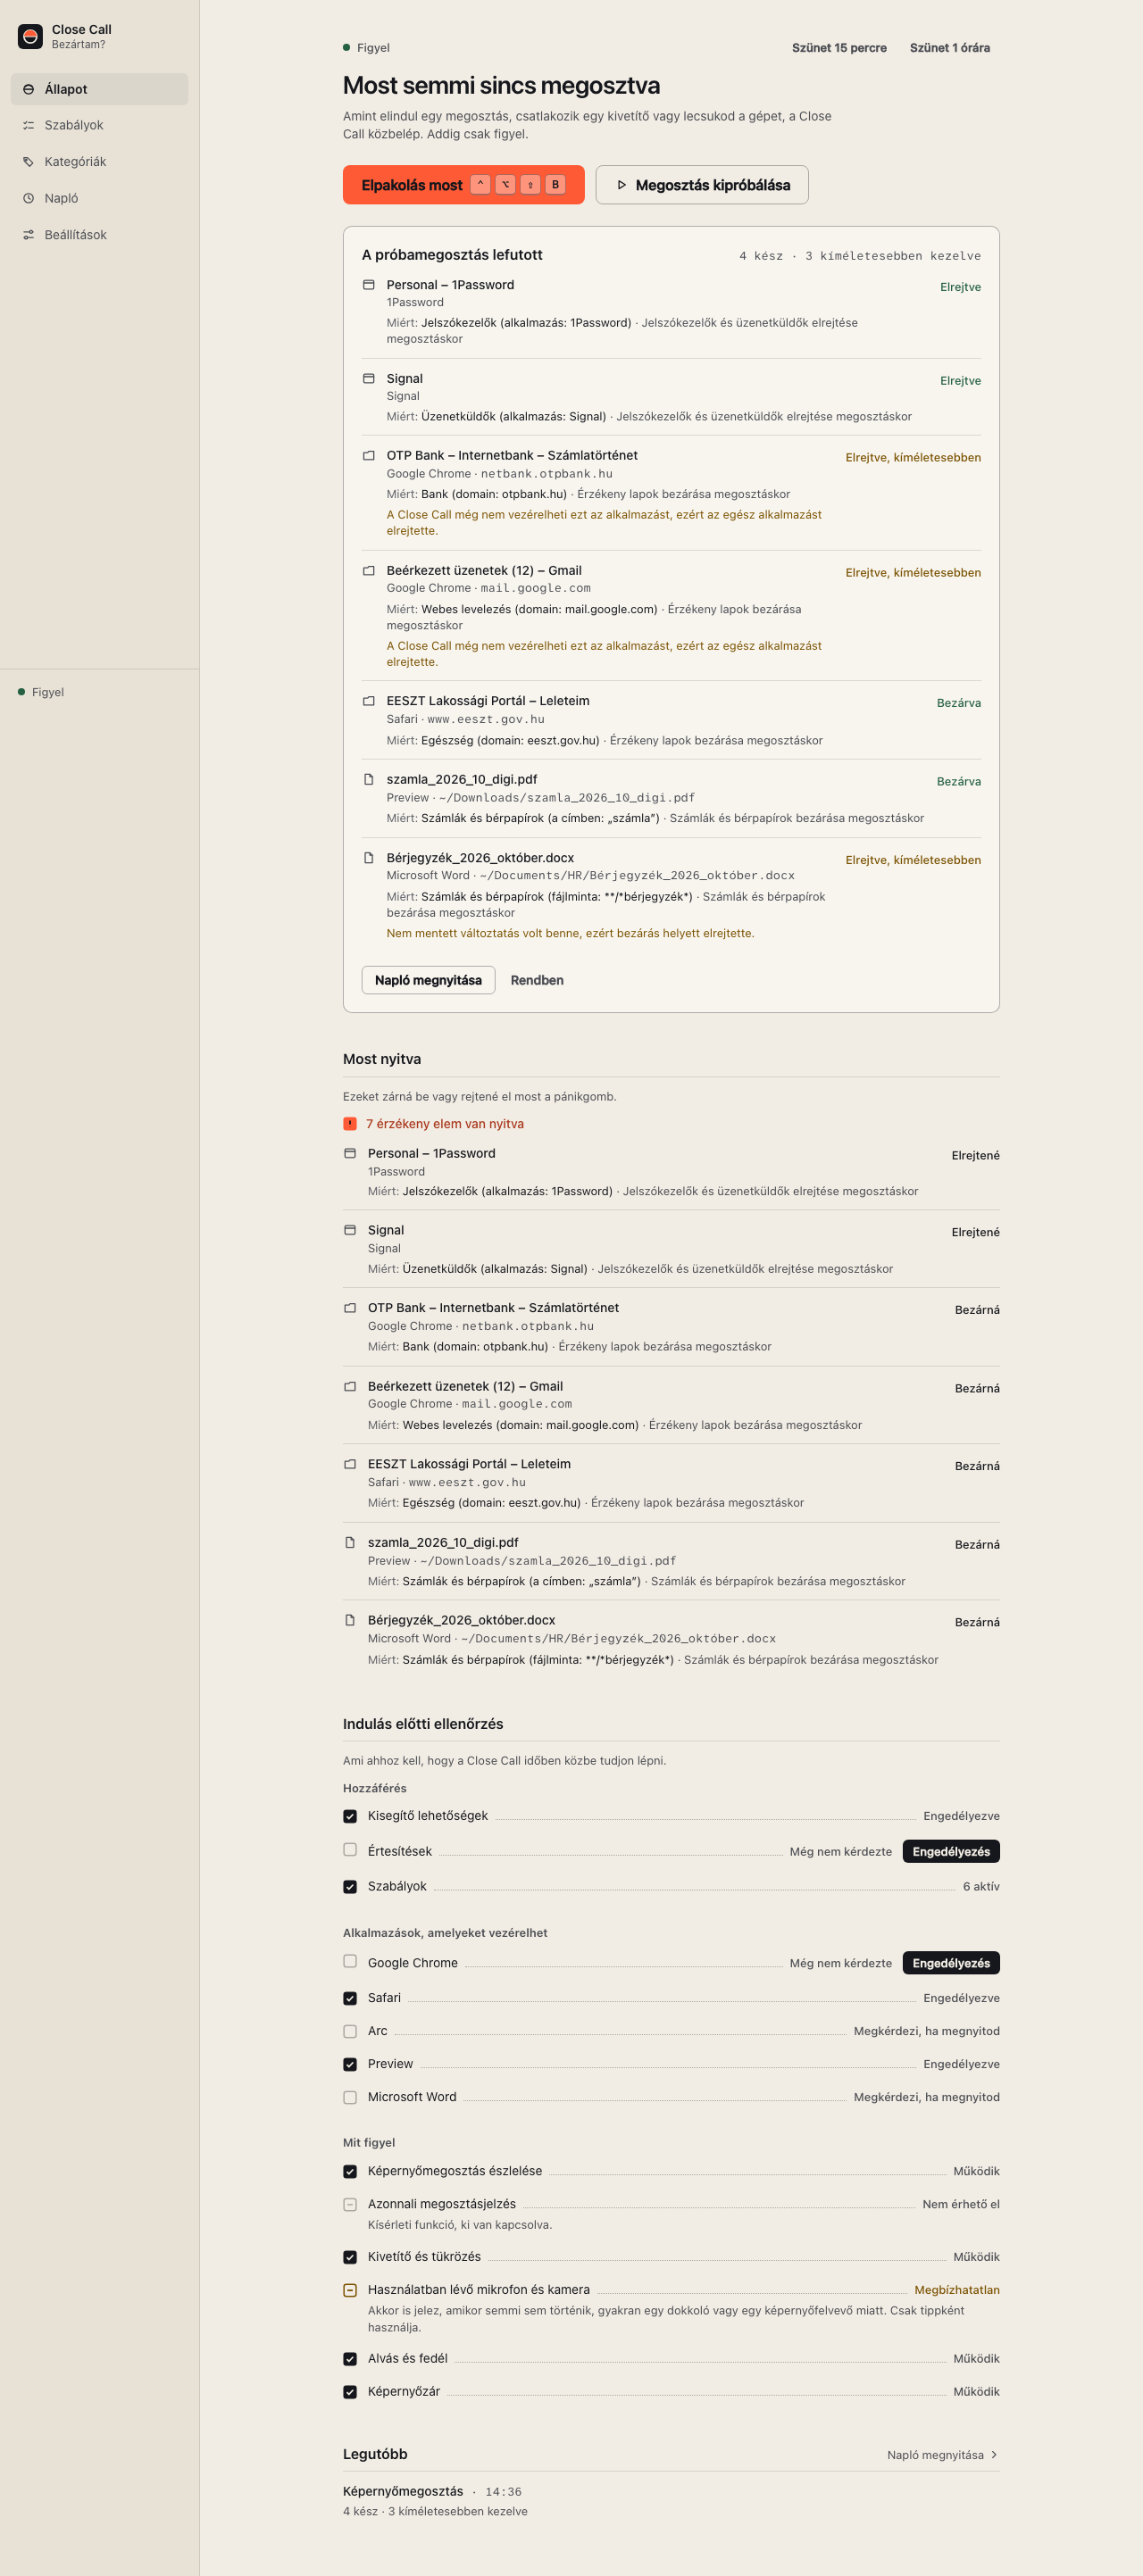 Close Call
Bezártam?
Állapot
Szabályok
Kategóriák
Napló
Beállítások
Figyel
Figyel
Szünet 15 percre
Szünet 1 órára
Most semmi sincs megosztva
Amint elindul egy megosztás, csatlakozik egy kivetítő vagy lecsukod a gépet, a Close
Call közbelép. Addig csak figyel.
Elpakolás most ⌃ ⌥ ⇧ B
Megosztás kipróbálása
A próbamegosztás lefutott
4 kész · 3 kíméletesebben kezelve
Personal – 1Password
Elrejtve
1Password
Miért: Jelszókezelők (alkalmazás: 1Password) · Jelszókezelők és üzenetküldők elrejtése
megosztáskor
Signal
Elrejtve
Signal
Miért: Üzenetküldők (alkalmazás: Signal) · Jelszókezelők és üzenetküldők elrejtése megosztáskor
OTP Bank – Internetbank – Számlatörténet
Elrejtve, kíméletesebben
Google Chrome · netbank.otpbank.hu
Miért: Bank (domain: otpbank.hu) · Érzékeny lapok bezárása megosztáskor
A Close Call még nem vezérelheti ezt az alkalmazást, ezért az egész alkalmazást
elrejtette.
Beérkezett üzenetek (12) – Gmail
Elrejtve, kíméletesebben
Google Chrome · mail.google.com
Miért: Webes levelezés (domain: mail.google.com) · Érzékeny lapok bezárása
megosztáskor
A Close Call még nem vezérelheti ezt az alkalmazást, ezért az egész alkalmazást
elrejtette.
EESZT Lakossági Portál – Leleteim
Bezárva
Safari · www.eeszt.gov.hu
Miért: Egészség (domain: eeszt.gov.hu) · Érzékeny lapok bezárása megosztáskor
szamla_2026_10_digi.pdf
Bezárva
Preview · ~/Downloads/szamla_2026_10_digi.pdf
Miért: Számlák és bérpapírok (a címben: „számla”) · Számlák és bérpapírok bezárása megosztáskor
Bérjegyzék_2026_október.docx
Elrejtve, kíméletesebben
Microsoft Word · ~/Documents/HR/Bérjegyzék_2026_október.docx
Miért: Számlák és bérpapírok (fájlminta: **/*bérjegyzék*) · Számlák és bérpapírok
bezárása megosztáskor
Nem mentett változtatás volt benne, ezért bezárás helyett elrejtette.
Napló megnyitása
Rendben
Most nyitva
Ezeket zárná be vagy rejtené el most a pánikgomb.
7 érzékeny elem van nyitva
Personal – 1Password
Elrejtené
1Password
Miért: Jelszókezelők (alkalmazás: 1Password) · Jelszókezelők és üzenetküldők elrejtése megosztáskor
Signal
Elrejtené
Signal
Miért: Üzenetküldők (alkalmazás: Signal) · Jelszókezelők és üzenetküldők elrejtése megosztáskor
OTP Bank – Internetbank – Számlatörténet
Bezárná
Google Chrome · netbank.otpbank.hu
Miért: Bank (domain: otpbank.hu) · Érzékeny lapok bezárása megosztáskor
Beérkezett üzenetek (12) – Gmail
Bezárná
Google Chrome · mail.google.com
Miért: Webes levelezés (domain: mail.google.com) · Érzékeny lapok bezárása megosztáskor
EESZT Lakossági Portál – Leleteim
Bezárná
Safari · www.eeszt.gov.hu
Miért: Egészség (domain: eeszt.gov.hu) · Érzékeny lapok bezárása megosztáskor
szamla_2026_10_digi.pdf
Bezárná
Preview · ~/Downloads/szamla_2026_10_digi.pdf
Miért: Számlák és bérpapírok (a címben: „számla”) · Számlák és bérpapírok bezárása megosztáskor
Bérjegyzék_2026_október.docx
Bezárná
Microsoft Word · ~/Documents/HR/Bérjegyzék_2026_október.docx
Miért: Számlák és bérpapírok (fájlminta: **/*bérjegyzék*) · Számlák és bérpapírok bezárása megosztáskor
Indulás előtti ellenőrzés
Ami ahhoz kell, hogy a Close Call időben közbe tudjon lépni.
Hozzáférés
Kisegítő lehetőségek
Engedélyezve
Értesítések
Még nem kérdezte
Engedélyezés
Szabályok
6 aktív
Alkalmazások, amelyeket vezérelhet
Google Chrome
Még nem kérdezte
Engedélyezés
Safari
Engedélyezve
Arc
Megkérdezi, ha megnyitod
Preview
Engedélyezve
Microsoft Word
Megkérdezi, ha megnyitod
Mit figyel
Képernyőmegosztás észlelése
Működik
Azonnali megosztásjelzés
Nem érhető el
Kísérleti funkció, ki van kapcsolva.
Kivetítő és tükrözés
Működik
Használatban lévő mikrofon és kamera
Megbízhatatlan
Akkor is jelez, amikor semmi sem történik, gyakran egy dokkoló vagy egy képernyőfelvevő miatt. Csak tippként
használja.
Alvás és fedél
Működik
Képernyőzár
Működik
Legutóbb
Napló megnyitása
Képernyőmegosztás · 14:36
4 kész · 3 kíméletesebben kezelve